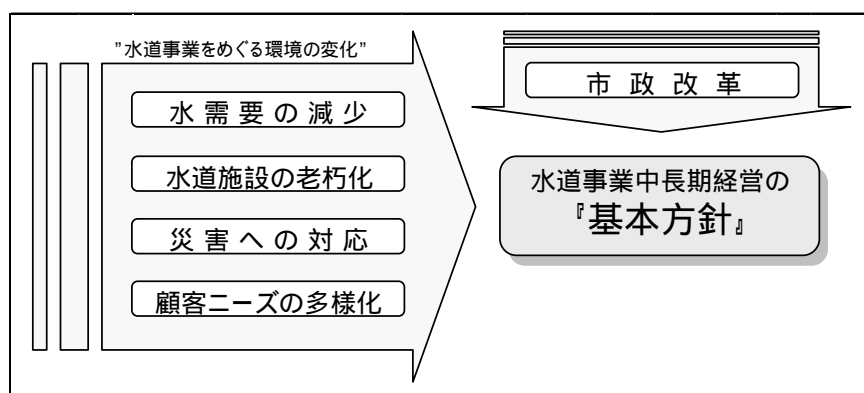 ”水道事業をめぐる環境の変化”
水需要の減少
水道施設の老朽化
災害への対応
顧客ニーズの多様化
市政改革
水道事業中長期経営の
『基本方針』